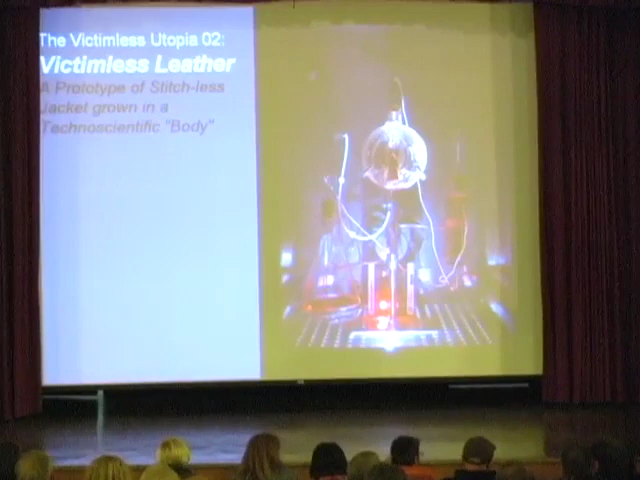 The Victimless Utopia 02:
Victimless Leather
A Prototype of Stitch-less
Jacket grown in a
Technoscientific "Body"